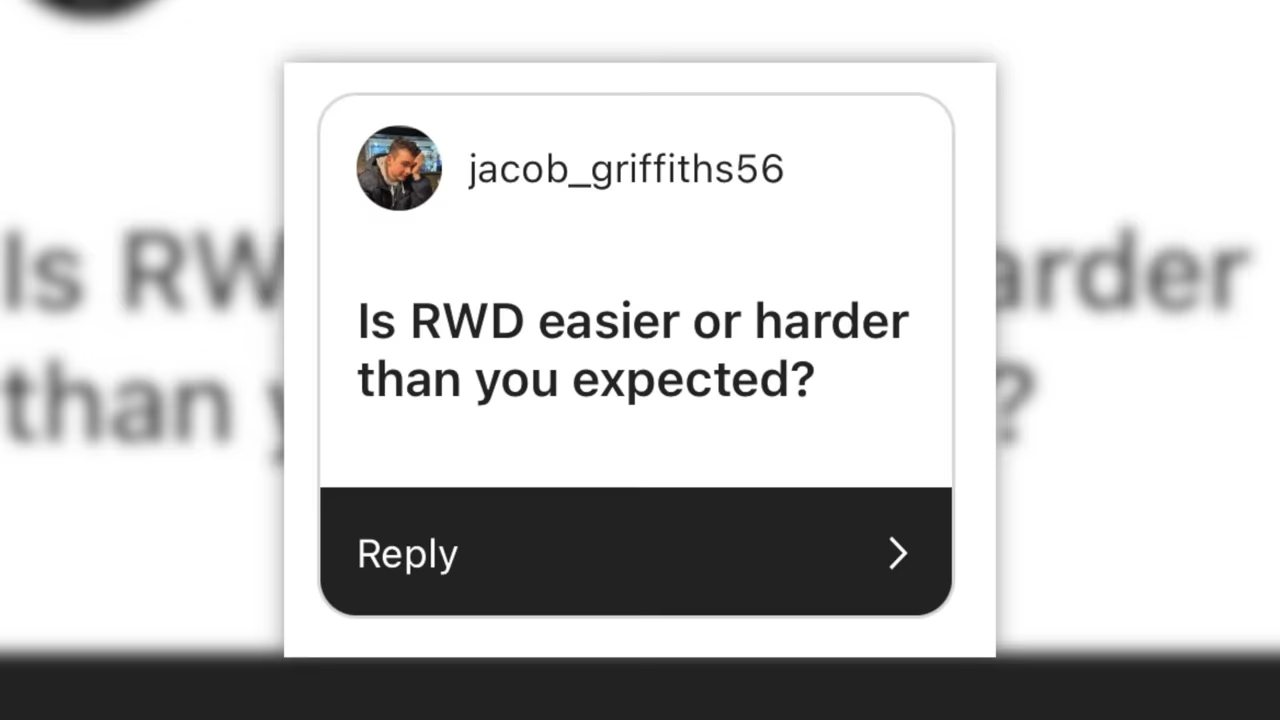 jacob_griffiths56
Is RWD easier or harder
than you expected?
Reply